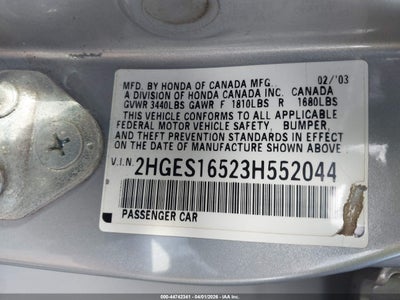 MFD. BY HONDA OF CANADA MFG. 02/'03
A DIVISION OF HONDA CANADA INC. CANADA
GVWR 3440LBS GAWR F 1810LBS R 1680LBS
THIS VEHICLE CONFORMS TO ALL APPLICABLE
FEDERAL MOTOR VEHICLE SAFETY, BUMPER,
AND THEFT PREVENTION STANDARDS IN EFFECT
ON THE DATE OF MANUFACTURE SHOWN ABOVE.
V.I.N. 2HGES16523H552044
PASSENGER CAR
000-44742341 - 04/01/2026 - IAA Inc.